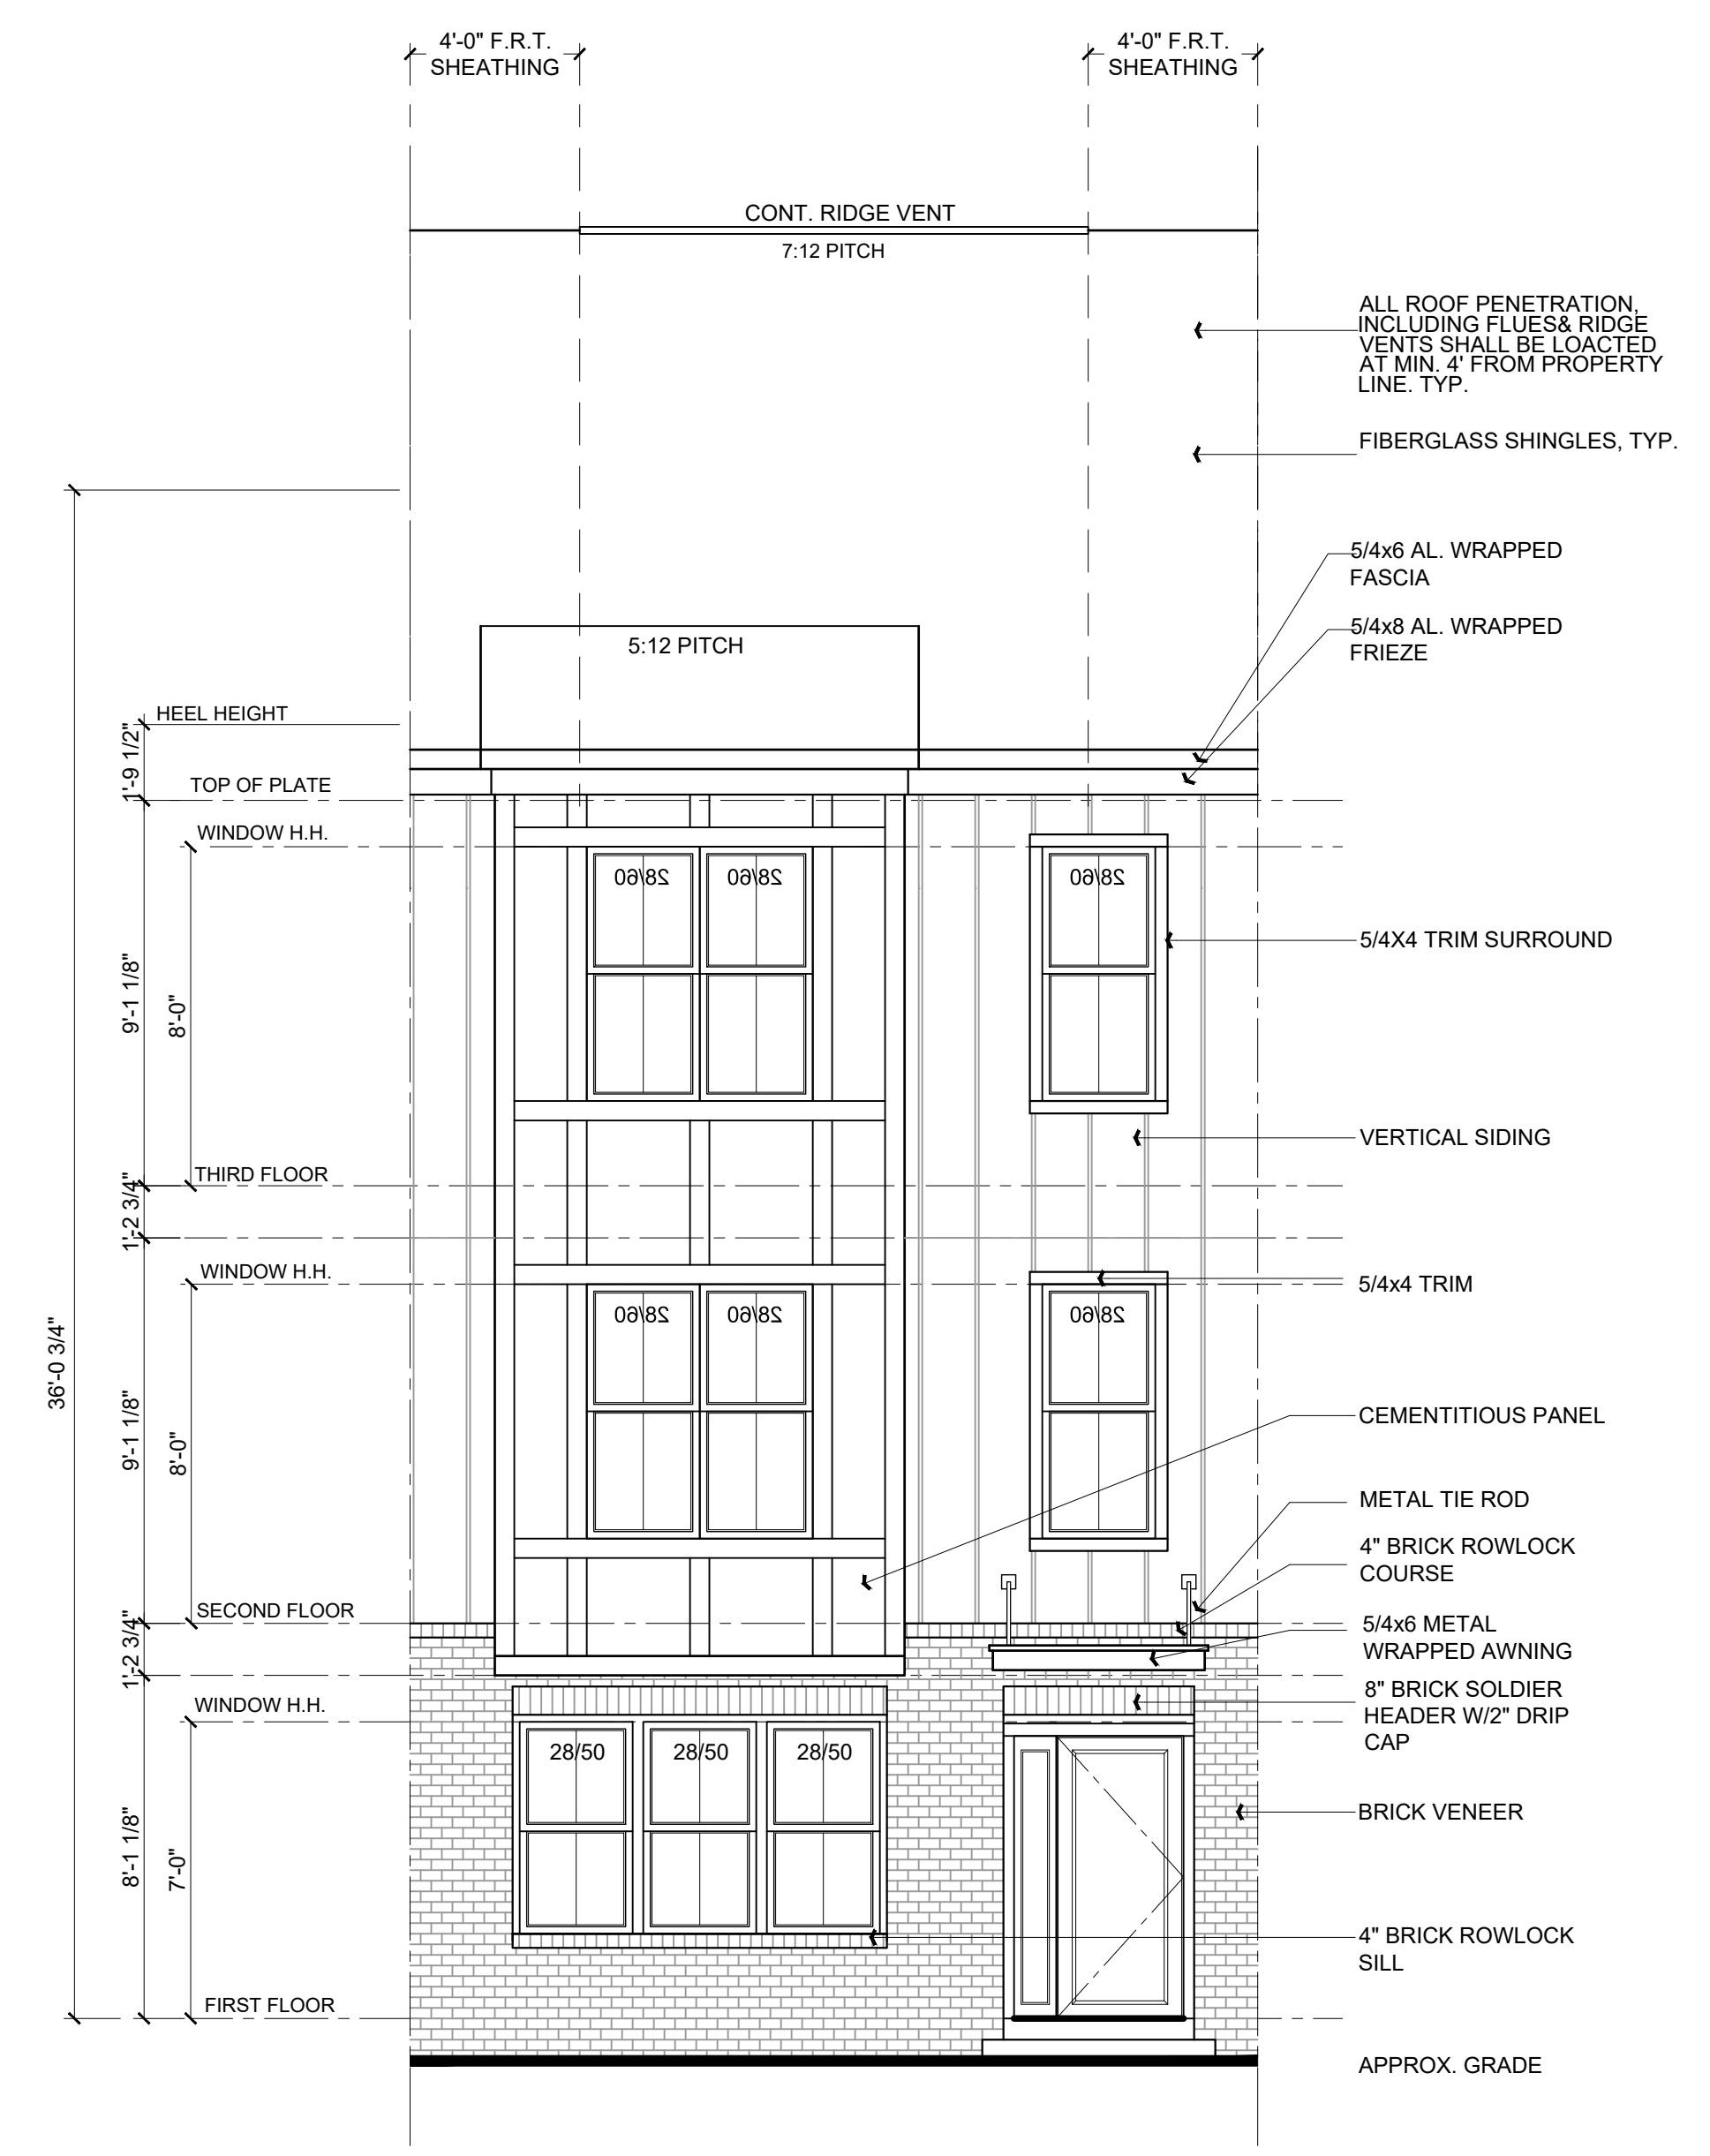 4'-0" F.R.T.
SHEATHING
4'-0" F.R.T.
SHEATHING
CONT. RIDGE VENT
7:12 PITCH
ALL ROOF PENETRATION,
INCLUDING FLUES& RIDGE
VENTS SHALL BE LOACTED
AT MIN. 4' FROM PROPERTY
LINE. TYP.
FIBERGLASS SHINGLES, TYP.
5/4x6 AL. WRAPPED
FASCIA
5/4x8 AL. WRAPPED
FRIEZE
5:12 PITCH
HEEL HEIGHT
1'-9 1/2"
TOP OF PLATE
WINDOW H.H.
28/60
28/60
28/60
5/4X4 TRIM SURROUND
9'-1 1/8"
8'-0"
VERTICAL SIDING
THIRD FLOOR
1'-2 3/4"
WINDOW H.H.
5/4x4 TRIM
28/60
28/60
28/60
36'-0 3/4"
9'-1 1/8"
8'-0"
CEMENTITIOUS PANEL
METAL TIE ROD
4" BRICK ROWLOCK
COURSE
SECOND FLOOR
1'-2 3/4"
5/4x6 METAL
WRAPPED AWNING
WINDOW H.H.
8" BRICK SOLDIER
HEADER W/2" DRIP
CAP
28/50
28/50
28/50
BRICK VENEER
8'-1 1/8"
7'-0"
4" BRICK ROWLOCK
SILL
FIRST FLOOR
APPROX. GRADE